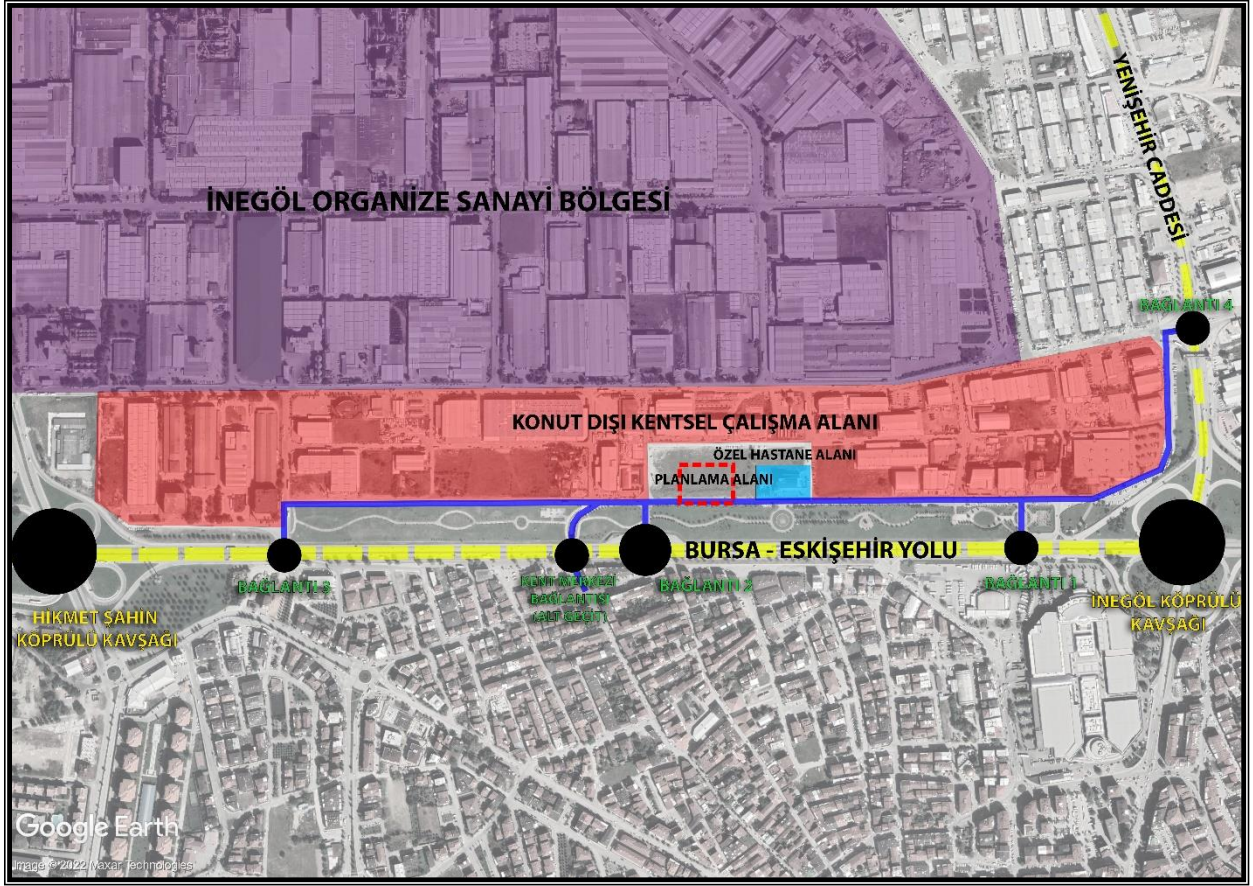 YENİŞEHİR CADDESİ
İNEGÖL ORGANİZE SANAYİ BÖLGESİ
BAĞLANTI 4
KONUT DIŞI KENTSEL ÇALIŞMA ALANI
ÖZEL HASTANE ALANI
PLANLAMA ALANI
BURSA - ESKİŞEHİR YOLU
BAĞLANTI 3
KENT MERKEZİ
BAĞLANTISI
(ALT GEÇİT)
BAĞLANTI 2
BAĞLANTI 1
HİKMET ŞAHİN
KÖPRÜLÜ KAVŞAĞI
İNEGÖL KÖPRÜLÜ
KAVŞAĞI
Google Earth
Image © 2022 Maxar Technologies